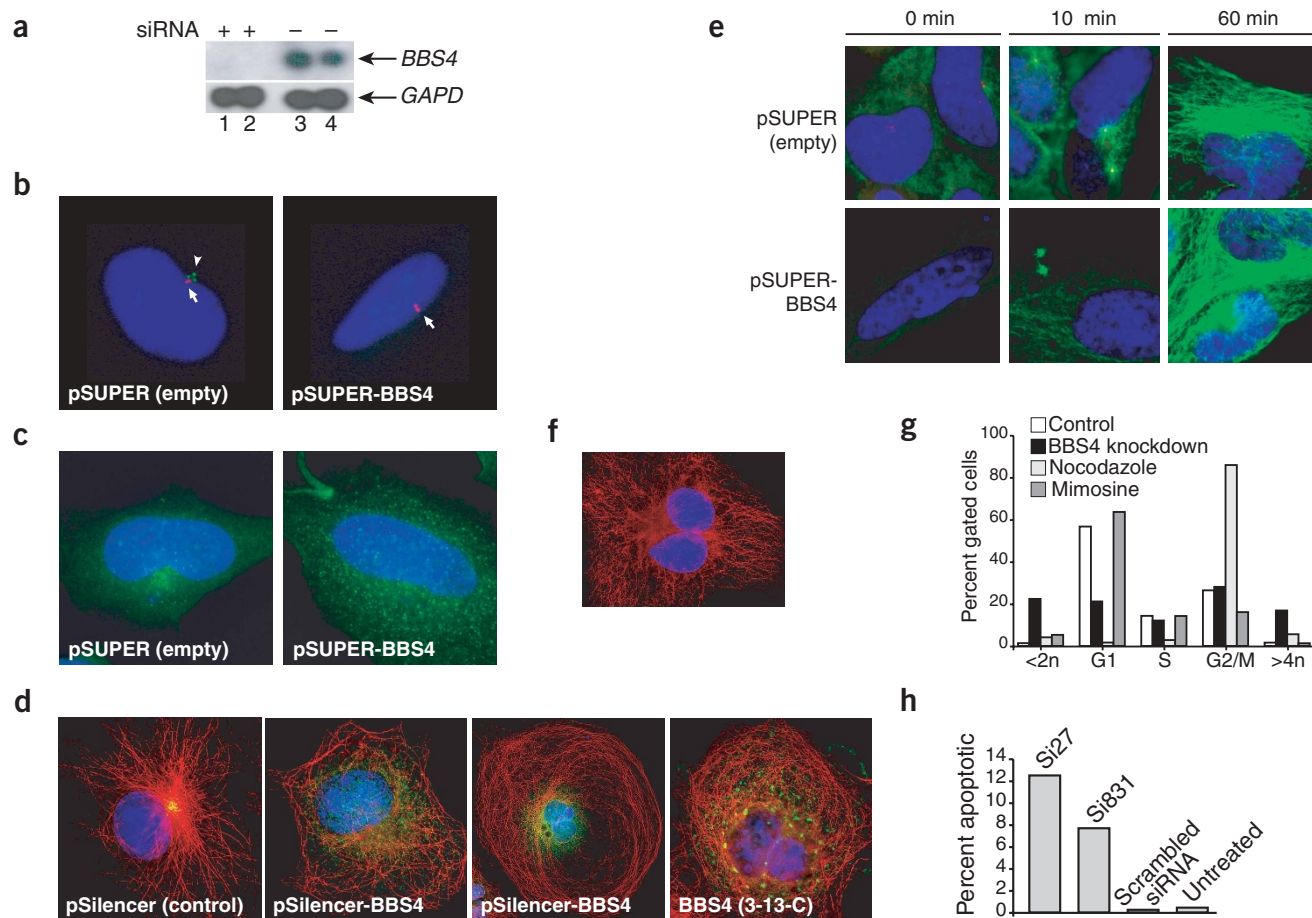 a
siRNA + + – –
BBS4
GAPD
1 2 3 4
b
pSUPER (empty)
pSUPER-BBS4
c
pSUPER (empty)
pSUPER-BBS4
d
pSilencer (control)
pSilencer-BBS4
pSilencer-BBS4
BBS4 (3-13-C)
e
0 min
10 min
60 min
pSUPER
(empty)
pSUPER-
BBS4
f
g
Control
BBS4 knockdown
Nocodazole
Mimosine
Percent gated cells
100
80
60
40
20
0
<2n
G1
S
G2/M
>4n
h
Percent apoptotic
14
12
10
8
6
4
2
0
Si27
Si831
Scrambled
siRNA
Untreated